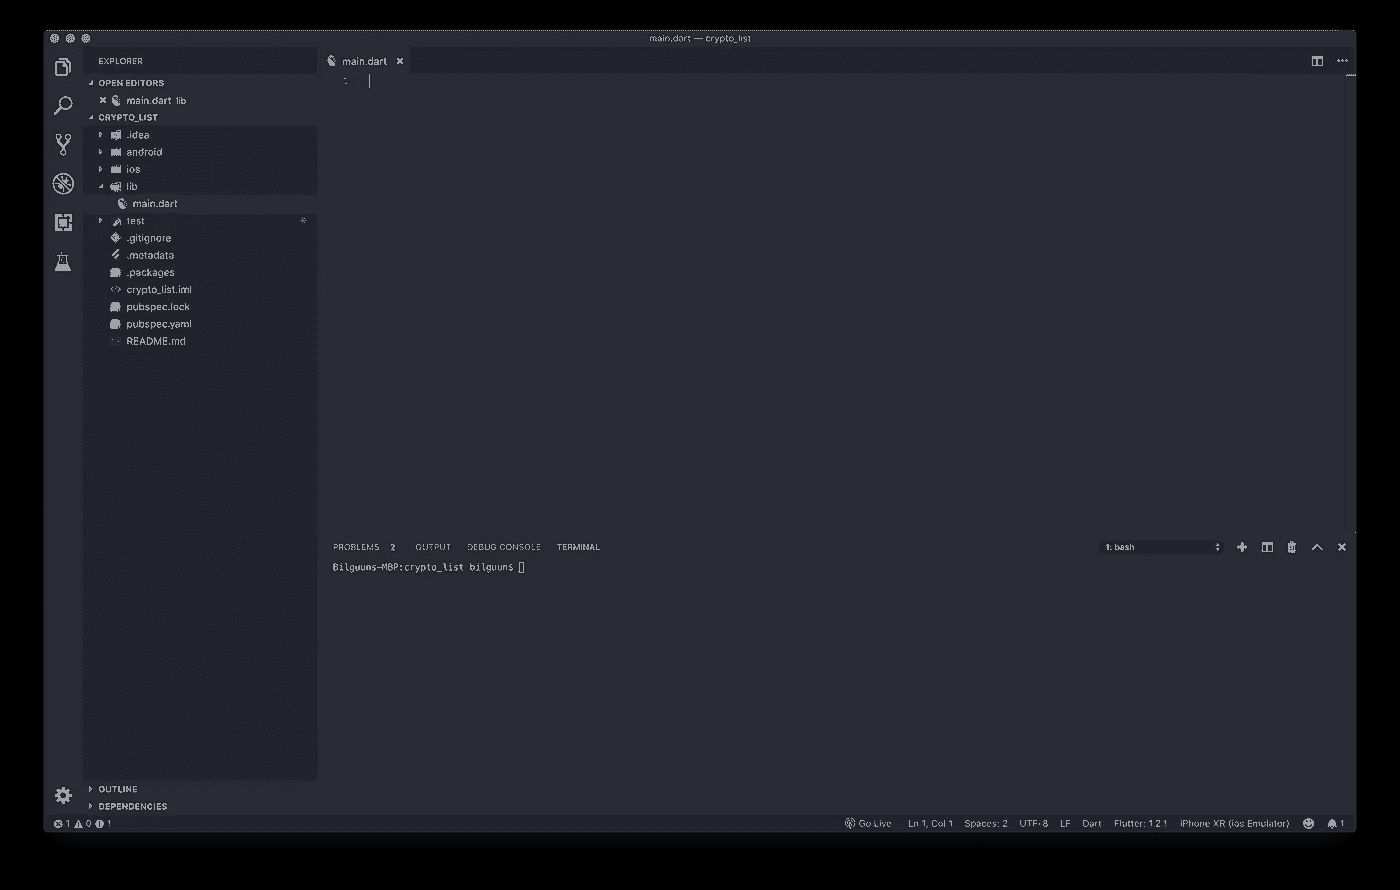 main.dart — crypto_list
EXPLORER
OPEN EDITORS
main.dart lib
CRYPTO_LIST
.idea
android
ios
lib
main.dart
test
.gitignore
.metadata
.packages
crypto_list.iml
pubspec.lock
pubspec.yaml
README.md
OUTLINE
DEPENDENCIES
main.dart
1
PROBLEMS 2 OUTPUT DEBUG CONSOLE TERMINAL 1: bash
Bilguuns-MBP:crypto_list bilguun$
1 0 1 Go Live Ln 1, Col 1 Spaces: 2 UTF-8 LF Dart Flutter: 1.2.1 iPhone XR (ios Emulator) 1